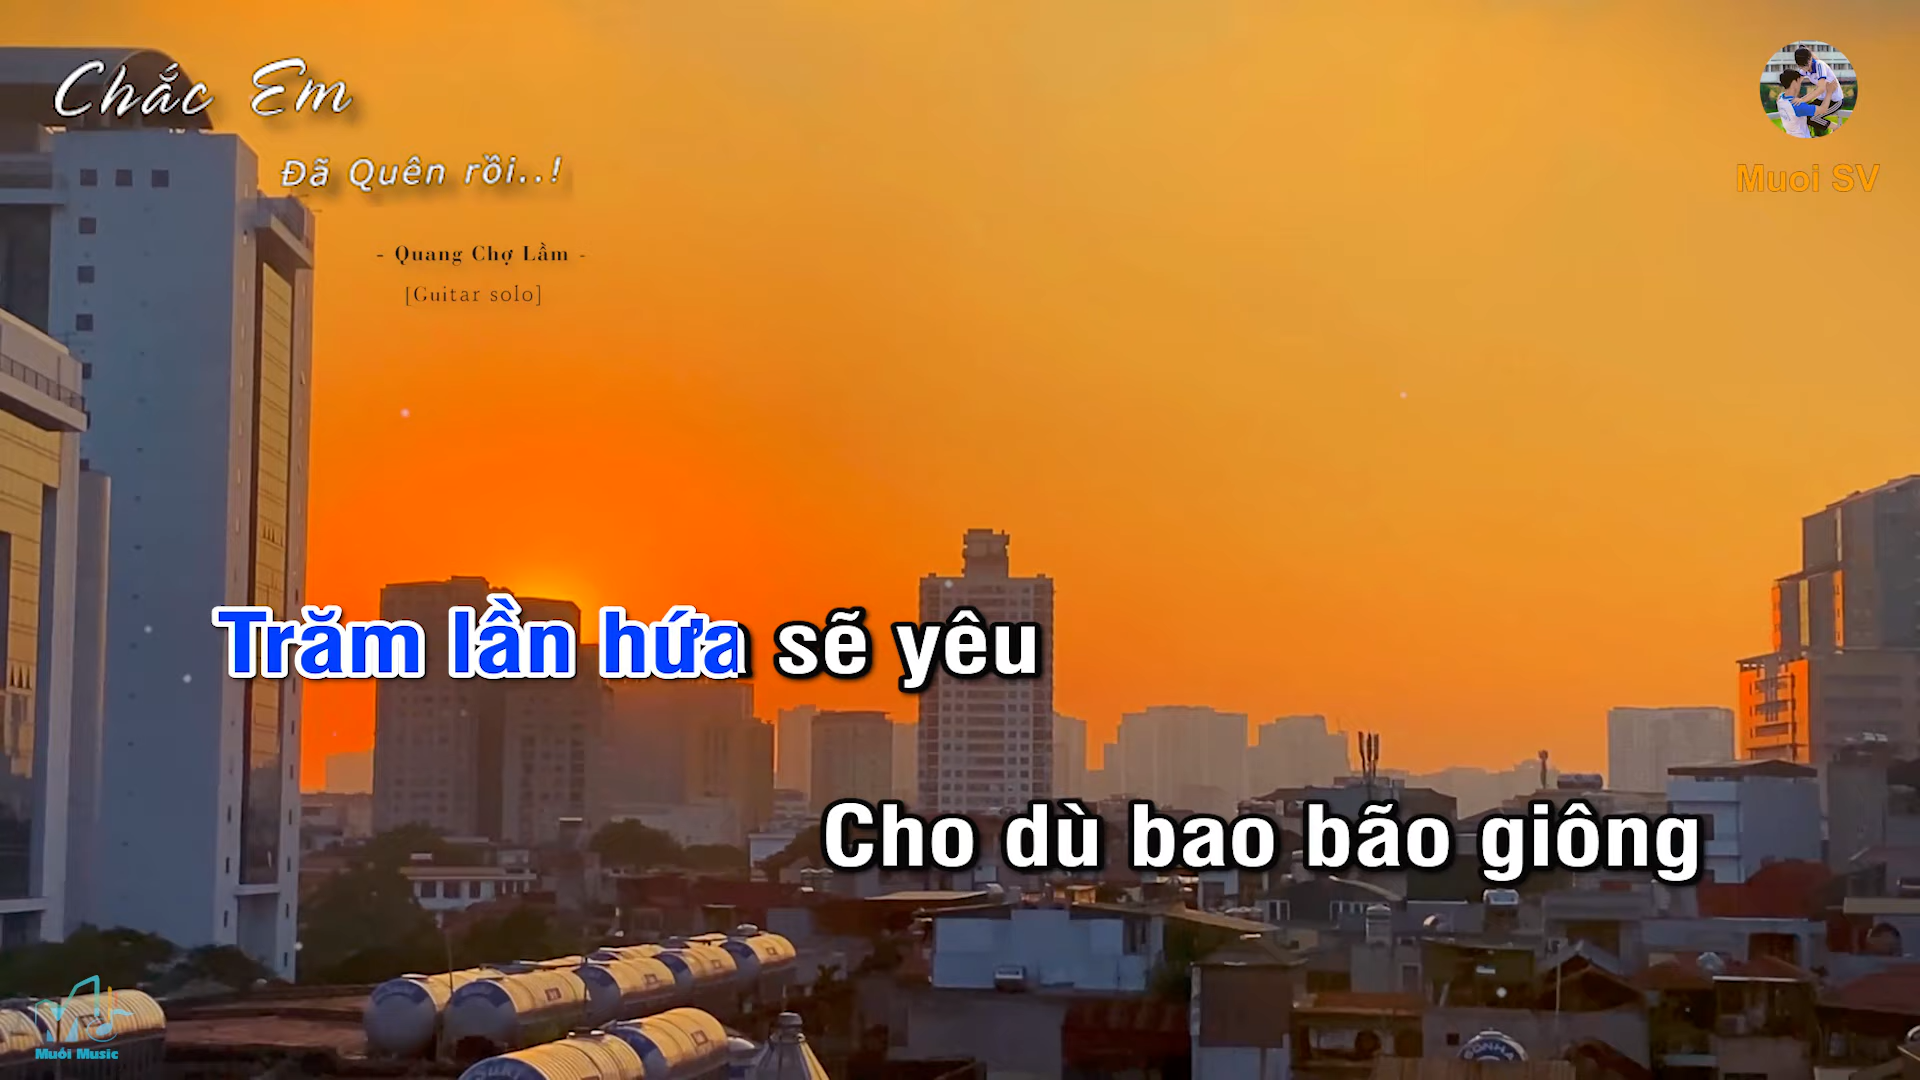 Chắc Em
Đã Quên rồi..!
- Quang Chợ Lầm -
[Guitar solo]
Muoi SV
Trăm lần hứa sẽ yêu
Cho dù bao bão giông
Muối Music
SONHA